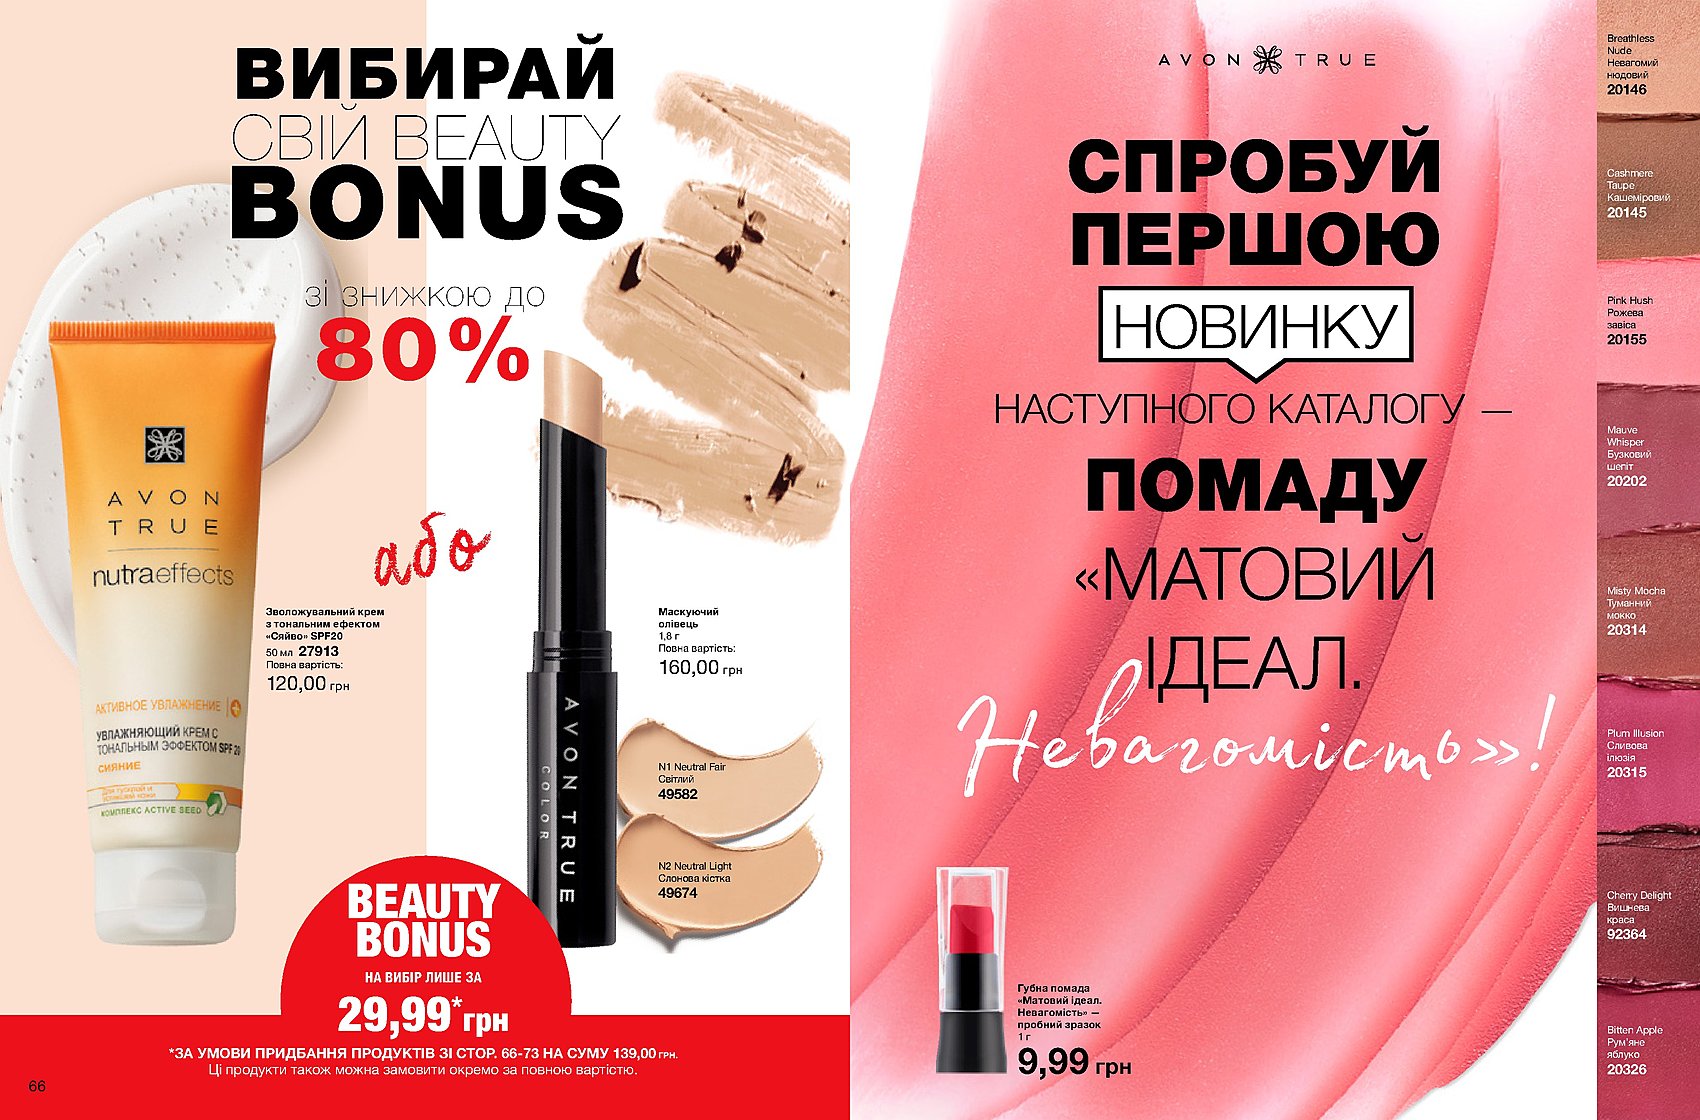 ВИБИРАЙ
СВІЙ BEAUTY
BONUS
ЗІ ЗНИЖКОЮ ДО
80%
AVON
TRUE
nutraeffects
АКТИВНОЕ УВЛАЖНЕНИЕ
УВЛАЖНЯЮЩИЙ КРЕМ С
ТОНАЛЬНЫМ ЭФФЕКТОМ SPF 20
СИЯНИЕ
Для тусклой и
уставшей кожи
КОМПЛЕКС ACTIVE SEED
або
Зволожувальний крем
з тональним ефектом
«Сяйво» SPF20
50 мл 27913
Повна вартість:
120,00 грн
Маскуючий
олівець
1,8 г
Повна вартість:
160,00 грн
AVON TRUE
COLOR
N1 Neutral Fair
Світлий
49582
N2 Neutral Light
Слонова кістка
49674
BEAUTY
BONUS
НА ВИБІР ЛИШЕ ЗА
29,99* грн
*ЗА УМОВИ ПРИДБАННЯ ПРОДУКТІВ ЗІ СТОР. 66-73 НА СУМУ 139,00 ГРН.
Ці продукти також можна замовити окремо за повною вартістю.
66
AVON TRUE
СПРОБУЙ
ПЕРШОЮ
НОВИНКУ
НАСТУПНОГО КАТАЛОГУ —
ПОМАДУ
«МАТОВИЙ
ІДЕАЛ.
Невагомість»!
Губна помада
«Матовий ідеал.
Невагомість» —
пробний зразок
1 г
9,99 грн
Breathless
Nude
Невагомий
нюдовий
20146
Cashmere
Taupe
Кашеміровий
20145
Pink Hush
Рожева
завіса
20155
Mauve
Whisper
Бузковий
шепіт
20202
Misty Mocha
Туманний
мокко
20314
Plum Illusion
Сливова
ілюзія
20315
Cherry Delight
Вишнева
краса
92364
Bitten Apple
Рум'яне
яблуко
20326